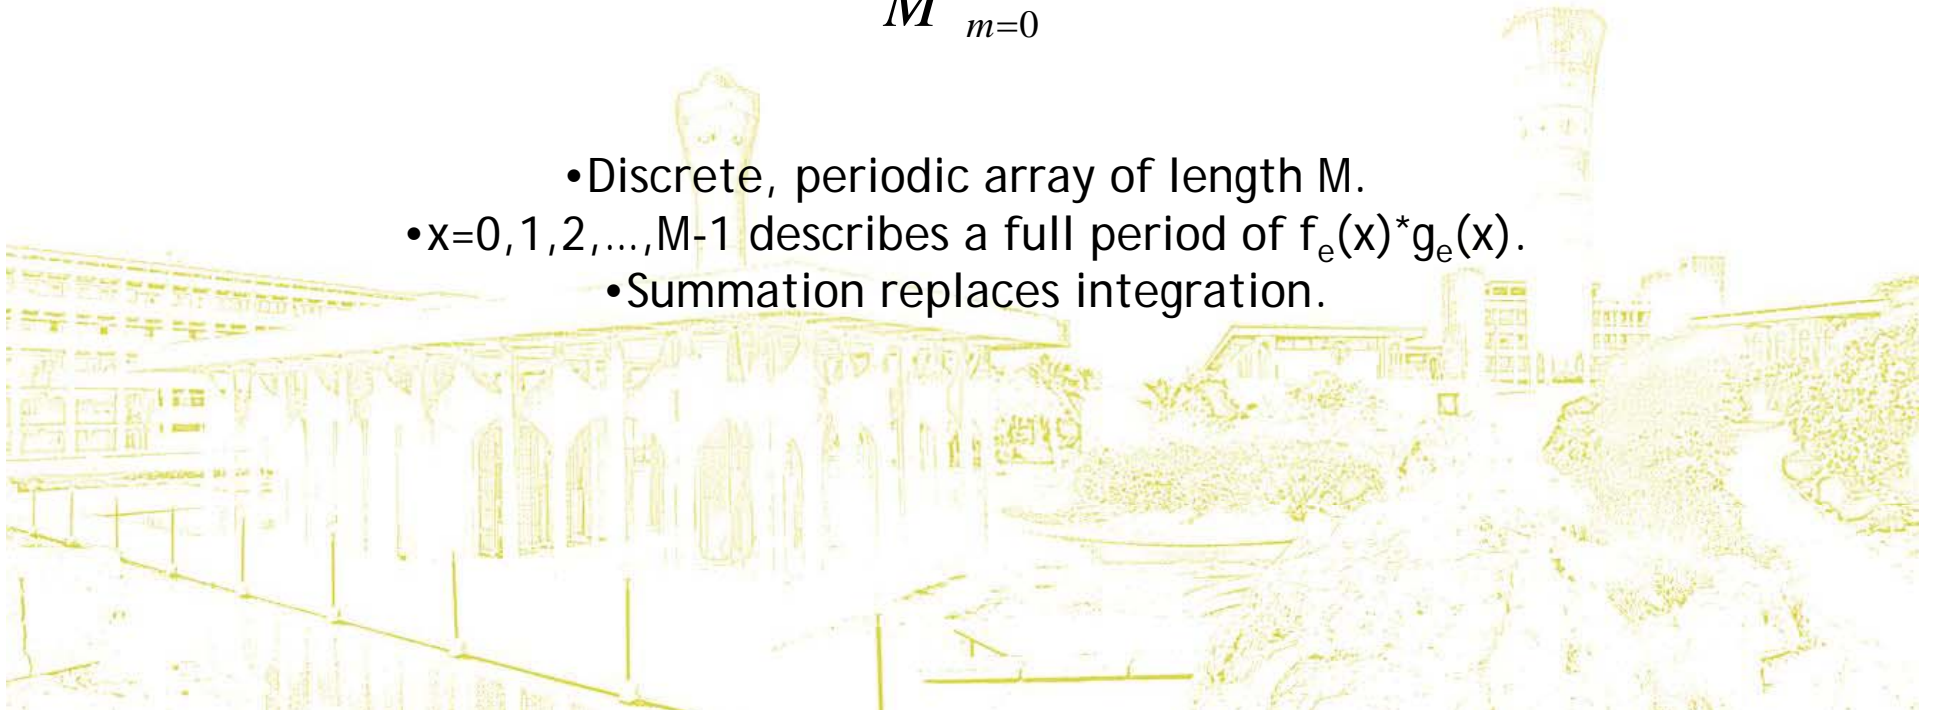 M m=0
•Discrete, periodic array of length M.
•x=0,1,2,...,M-1 describes a full period of fe(x)*ge(x).
•Summation replaces integration.